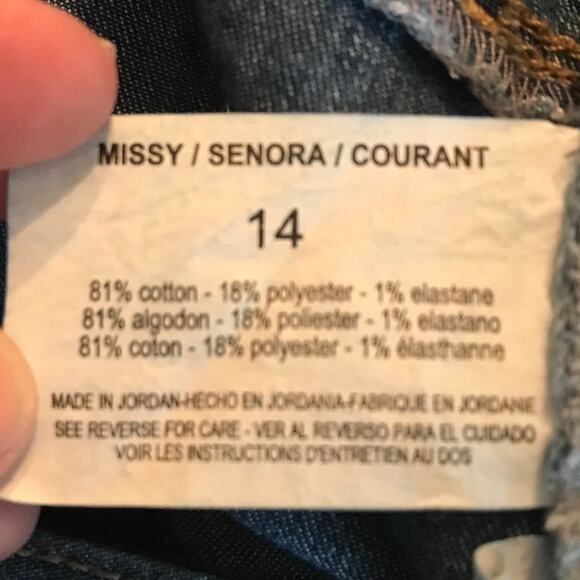 MISSY / SENORA / COURANT
14
81% cotton - 18% polyester - 1% elastane
81% algodon - 18% poliester - 1% elastano
81% coton - 18% polyester - 1% élasthanne
MADE IN JORDAN-HECHO EN JORDANIA-FABRIQUE EN JORDANIE
SEE REVERSE FOR CARE - VER AL REVERSO PARA EL CUIDADO
VOIR LES INSTRUCTIONS D'ENTRETIEN AU DOS